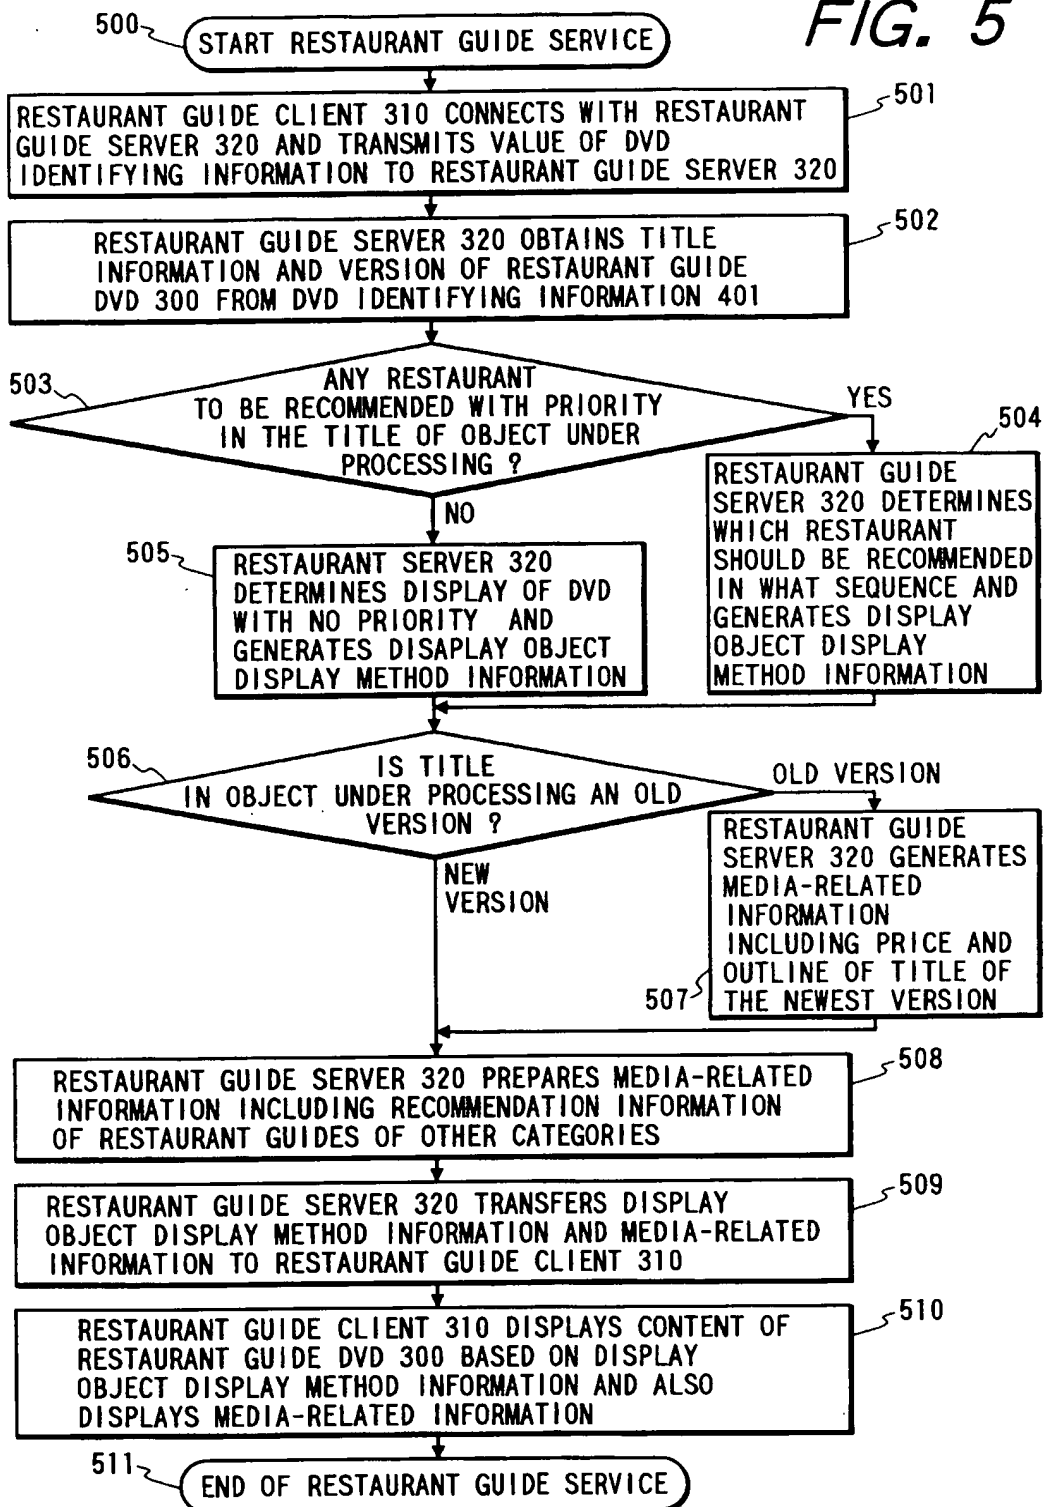 FIG. 5
500
START RESTAURANT GUIDE SERVICE
501
RESTAURANT GUIDE CLIENT 310 CONNECTS WITH RESTAURANT
GUIDE SERVER 320 AND TRANSMITS VALUE OF DVD
IDENTIFYING INFORMATION TO RESTAURANT GUIDE SERVER 320
502
RESTAURANT GUIDE SERVER 320 OBTAINS TITLE
INFORMATION AND VERSION OF RESTAURANT GUIDE
DVD 300 FROM DVD IDENTIFYING INFORMATION 401
503
ANY RESTAURANT
TO BE RECOMMENDED WITH PRIORITY
IN THE TITLE OF OBJECT UNDER
PROCESSING ?
YES
NO
504
RESTAURANT GUIDE
SERVER 320 DETERMINES
WHICH RESTAURANT
SHOULD BE RECOMMENDED
IN WHAT SEQUENCE AND
GENERATES DISPLAY
OBJECT DISPLAY
METHOD INFORMATION
505
RESTAURANT SERVER 320
DETERMINES DISPLAY OF DVD
WITH NO PRIORITY AND
GENERATES DISAPLAY OBJECT
DISPLAY METHOD INFORMATION
506
IS TITLE
IN OBJECT UNDER PROCESSING AN OLD
VERSION ?
OLD VERSION
NEW
VERSION
RESTAURANT GUIDE
SERVER 320 GENERATES
MEDIA-RELATED
INFORMATION
INCLUDING PRICE AND
OUTLINE OF TITLE OF
THE NEWEST VERSION
507
508
RESTAURANT GUIDE SERVER 320 PREPARES MEDIA-RELATED
INFORMATION INCLUDING RECOMMENDATION INFORMATION
OF RESTAURANT GUIDES OF OTHER CATEGORIES
509
RESTAURANT GUIDE SERVER 320 TRANSFERS DISPLAY
OBJECT DISPLAY METHOD INFORMATION AND MEDIA-RELATED
INFORMATION TO RESTAURANT GUIDE CLIENT 310
510
RESTAURANT GUIDE CLIENT 310 DISPLAYS CONTENT OF
RESTAURANT GUIDE DVD 300 BASED ON DISPLAY
OBJECT DISPLAY METHOD INFORMATION AND ALSO
DISPLAYS MEDIA-RELATED INFORMATION
511
END OF RESTAURANT GUIDE SERVICE